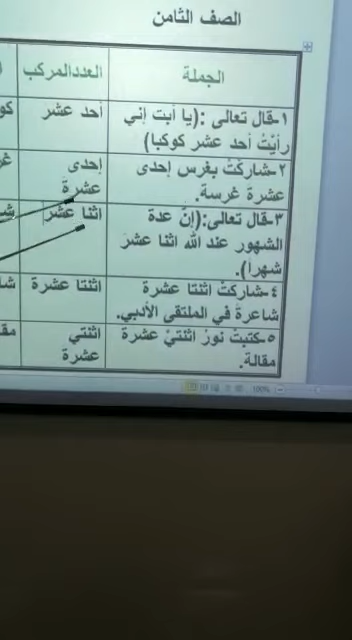 الصف الثامن
الجملة العددالمركب
١-قال تعالى :(يا أبت إني أحد عشر
رأيْتُ أحد عشر كوكبا)
٢-شاركتُ بغرس إحدى إحدى
عشرة غرسة. عشرة
٣-قال تعالى:(إنّ عدة اثنا عشر
الشهور عند الله اثنا عشرَ
شهرا).
٤-شاركتْ اثنتا عشرة اثنتا عشرة
شاعرة في الملتقى الأدبي.
٥-كتبتْ نورُ اثنتيْ عشرة اثنتي
مقالة. عشرة
100%